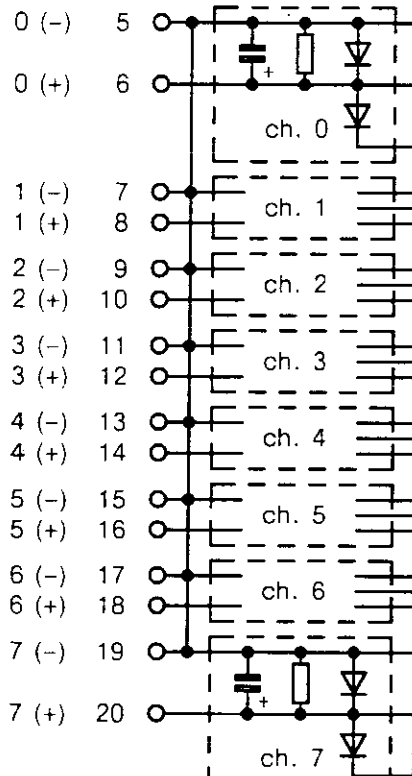 0 (−) 5
0 (+) 6
+
ch. 0
1 (−) 7
1 (+) 8
ch. 1
2 (−) 9
2 (+) 10
ch. 2
3 (−) 11
3 (+) 12
ch. 3
4 (−) 13
4 (+) 14
ch. 4
5 (−) 15
5 (+) 16
ch. 5
6 (−) 17
6 (+) 18
ch. 6
7 (−) 19
+
7 (+) 20
ch. 7